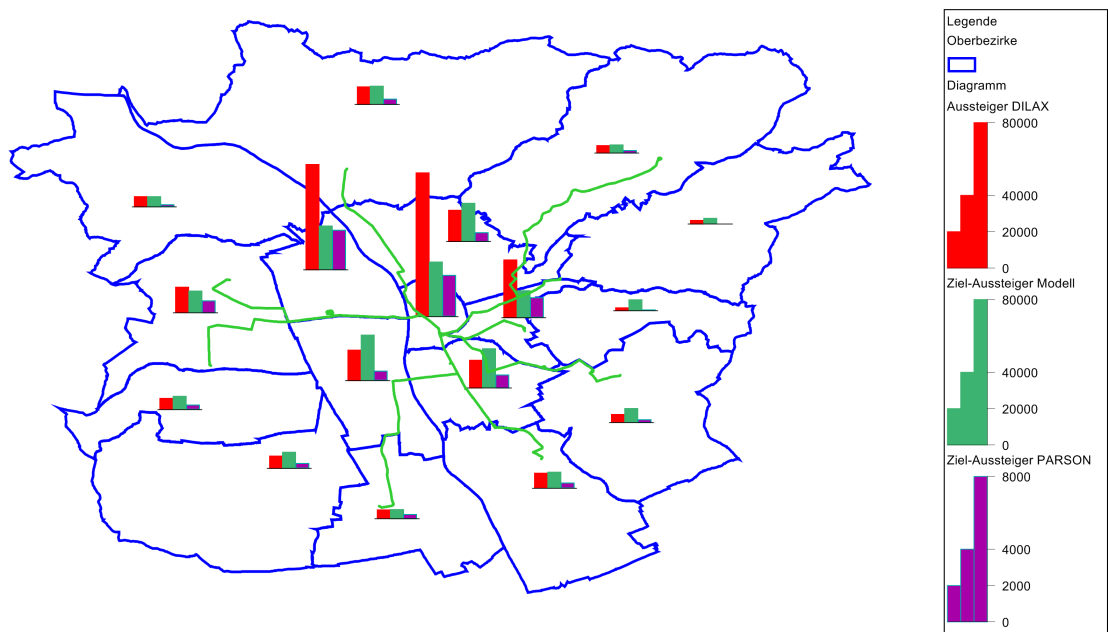 Legende
Oberbezirke
Diagramm
Aussteiger DILAX
80000
40000
20000
0
Ziel-Aussteiger Modell
80000
40000
20000
0
Ziel-Aussteiger PARSON
8000
4000
2000
0